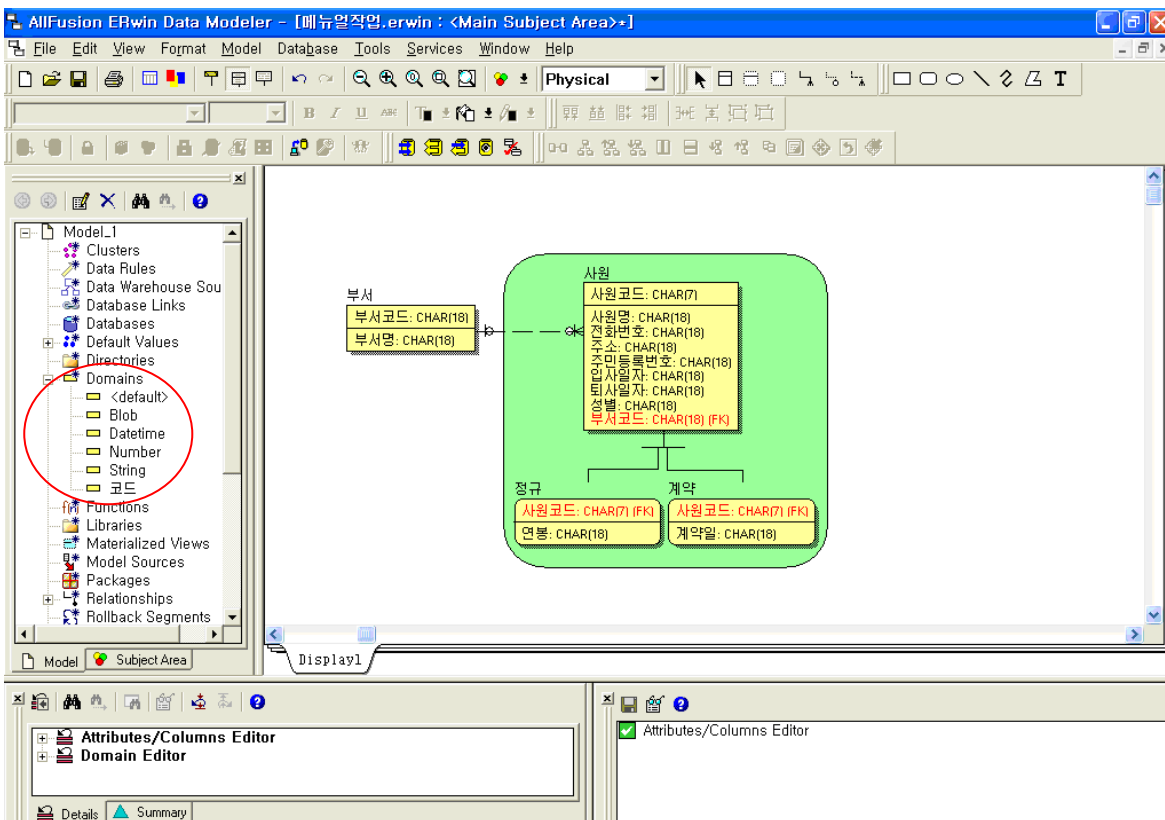 AllFusion ERwin Data Modeler - [메뉴얼작업.erwin : <Main Subject Area>*]
File Edit View Format Model Database Tools Services Window Help
Physical
T
B I U ABC
Model_1
Clusters
Data Rules
Data Warehouse Sou
Database Links
Databases
Default Values
Directories
Domains
<default>
Blob
Datetime
Number
String
코드
Functions
Libraries
Materialized Views
Model Sources
Packages
Relationships
Rollback Segments
Model Subject Area
부서
부서코드: CHAR(18)
부서명: CHAR(18)
사원
사원코드: CHAR(7)
사원명: CHAR(18)
전화번호: CHAR(18)
주소: CHAR(18)
주민등록번호: CHAR(18)
입사일자: CHAR(18)
퇴사일자: CHAR(18)
성별: CHAR(18)
부서코드: CHAR(18) (FK)
정규
사원코드: CHAR(7) (FK)
연봉: CHAR(18)
계약
사원코드: CHAR(7) (FK)
계약일: CHAR(18)
Display1
Attributes/Columns Editor
Domain Editor
Details Summary
Attributes/Columns Editor